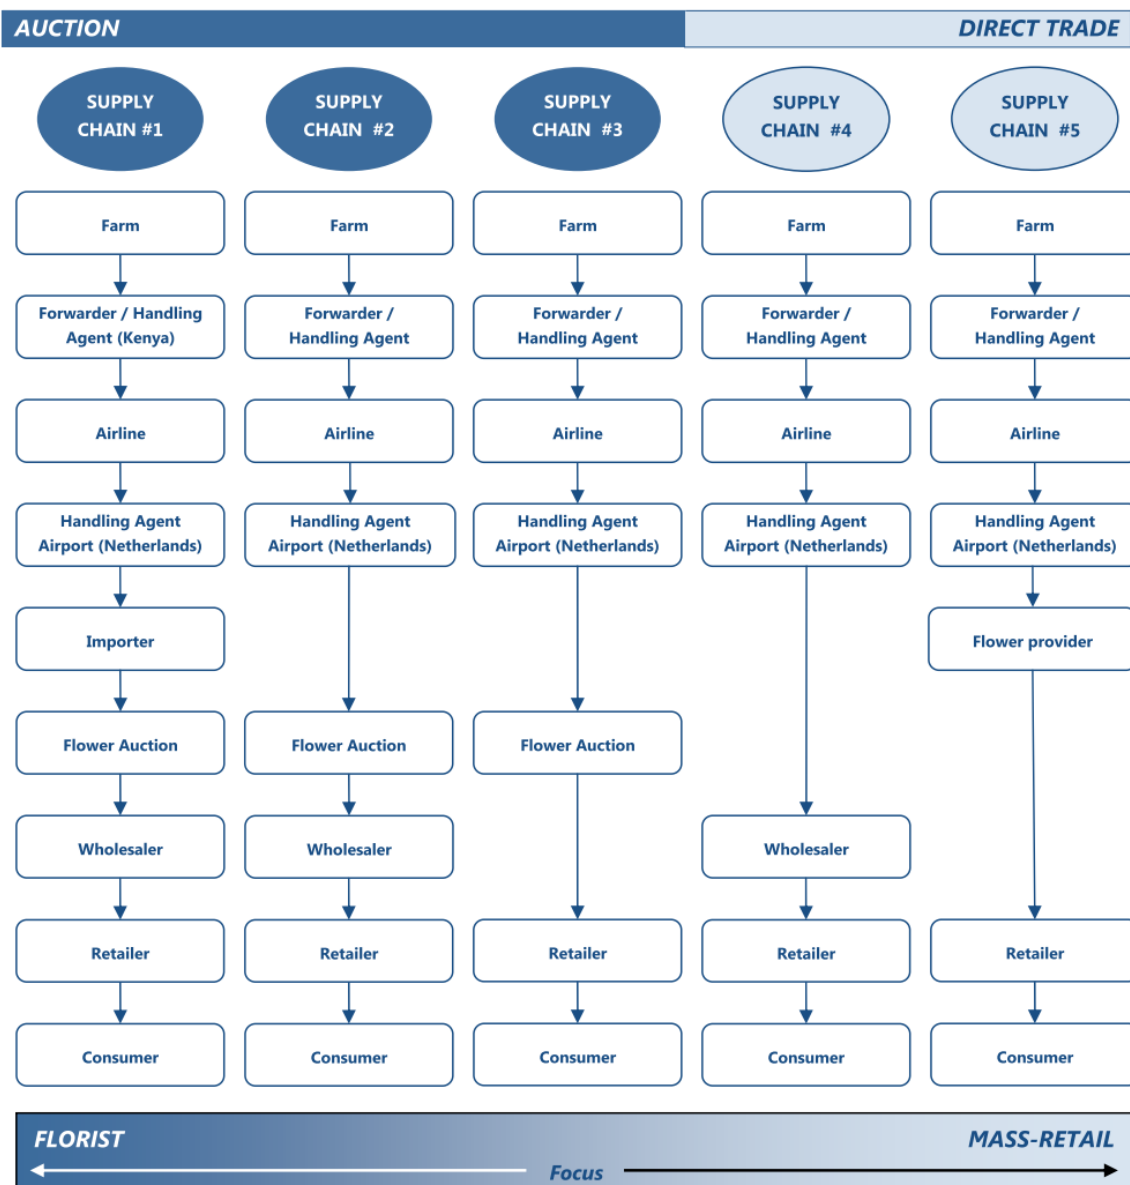 AUCTION
DIRECT TRADE
SUPPLY
CHAIN #1
SUPPLY
CHAIN #2
SUPPLY
CHAIN #3
SUPPLY
CHAIN #4
SUPPLY
CHAIN #5
Farm
Farm
Farm
Farm
Farm
Forwarder / Handling
Agent (Kenya)
Forwarder /
Handling Agent
Forwarder /
Handling Agent
Forwarder /
Handling Agent
Forwarder /
Handling Agent
Airline
Airline
Airline
Airline
Airline
Handling Agent
Airport (Netherlands)
Handling Agent
Airport (Netherlands)
Handling Agent
Airport (Netherlands)
Handling Agent
Airport (Netherlands)
Handling Agent
Airport (Netherlands)
Importer
Flower provider
Flower Auction
Flower Auction
Flower Auction
Wholesaler
Wholesaler
Wholesaler
Retailer
Retailer
Retailer
Retailer
Retailer
Consumer
Consumer
Consumer
Consumer
Consumer
FLORIST
MASS-RETAIL
Focus